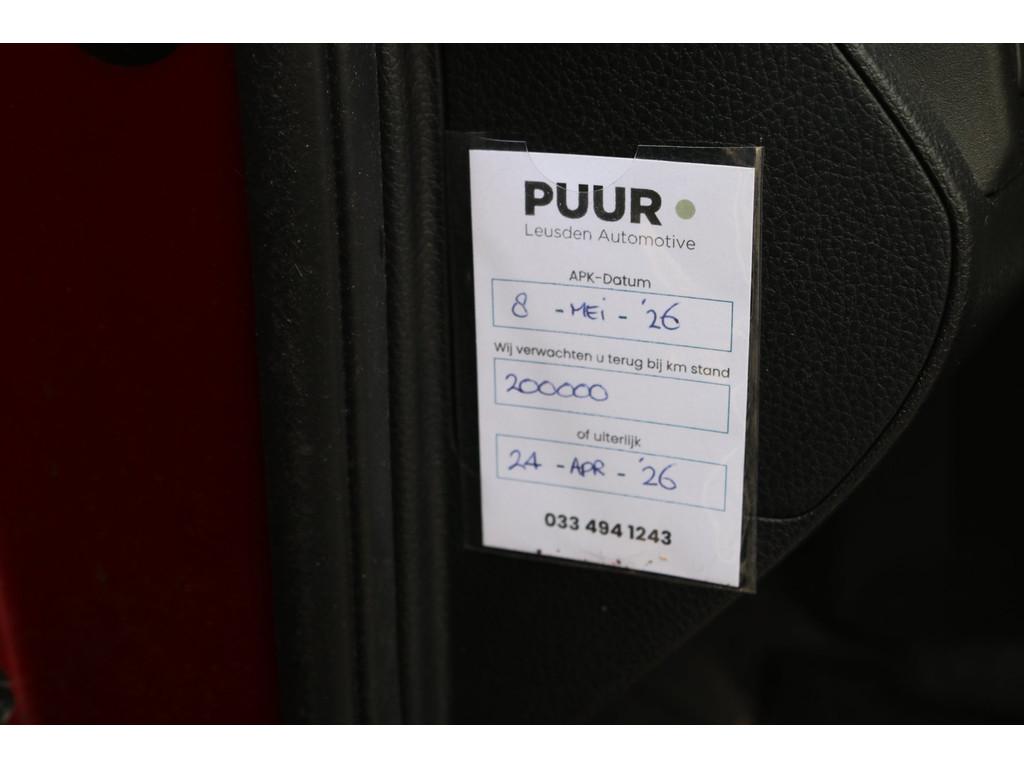 PUUR
Leusden Automotive
APK-Datum
8 - MEi - '26
Wij verwachten u terug bij km stand
200000
of uiterlijk
24 - APR - '26
033 494 1243